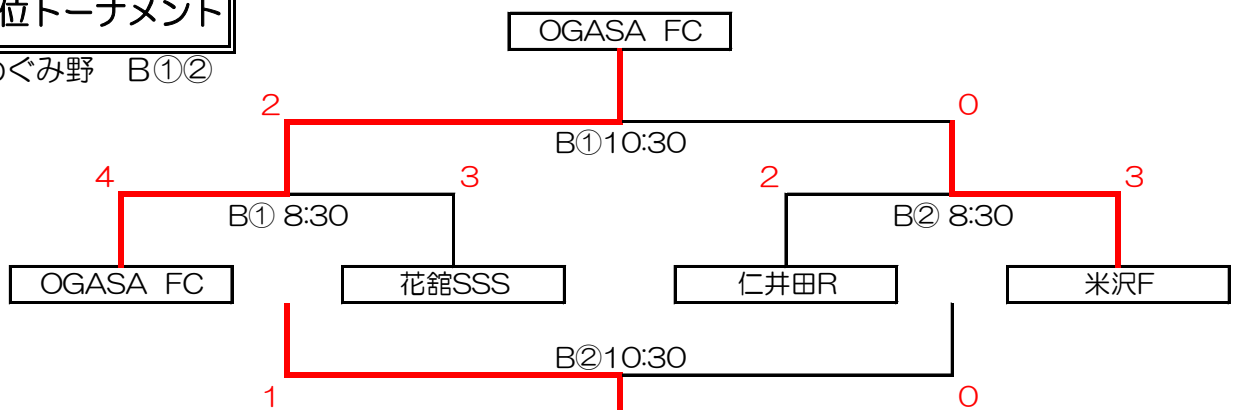 位トーナメント
ぐみ野 B①②
OGASA FC
2
0
B①10:30
4
3
2
3
B① 8:30
B② 8:30
OGASA FC
花舘SSS
仁井田R
米沢F
B②10:30
1
0